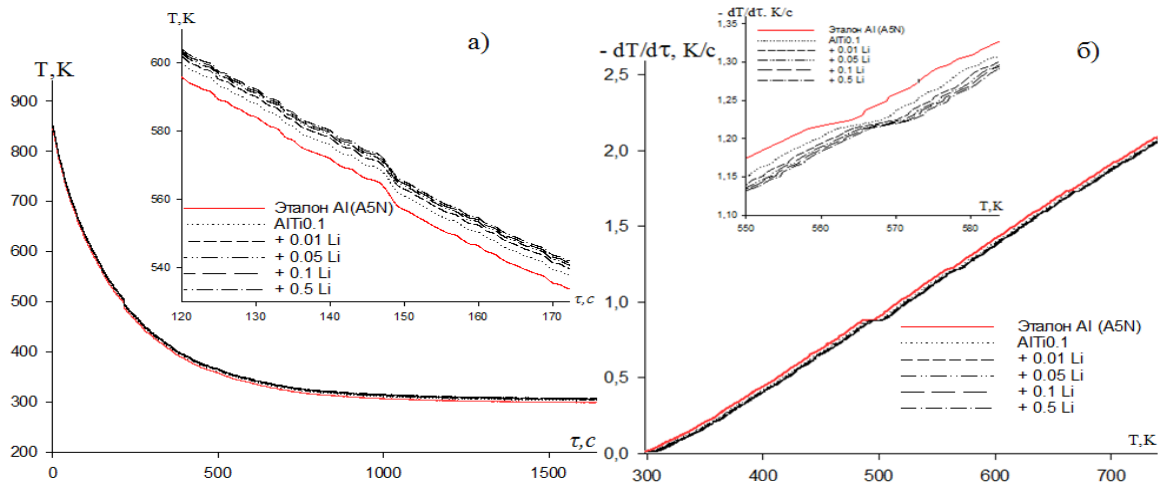 T,K
900
800
700
600
500
400
300
200
0
500
1000
1500
τ,c
T,K
а)
600
580
560
540
120
130
140
150
160
170
τ,c
Эталон Al(A5N)
AlTi0.1
+ 0.01 Li
+ 0.05 Li
+ 0.1 Li
+ 0.5 Li
- dT/dτ, K/c
б)
2,5
2,0
1,5
1,0
0,5
0,0
300
400
500
600
700
T,K
Эталон Al (A5N)
AlTi0.1
+ 0.01 Li
+ 0.05 Li
+ 0.1 Li
+ 0.5 Li
- dT/dτ, K/c
1,35
1,30
1,25
1,20
1,15
1,10
550
560
570
580
T,K
Эталон Al (A5N)
AlTi0.1
+ 0.01 Li
+ 0.05 Li
+ 0.1 Li
+ 0.5 Li